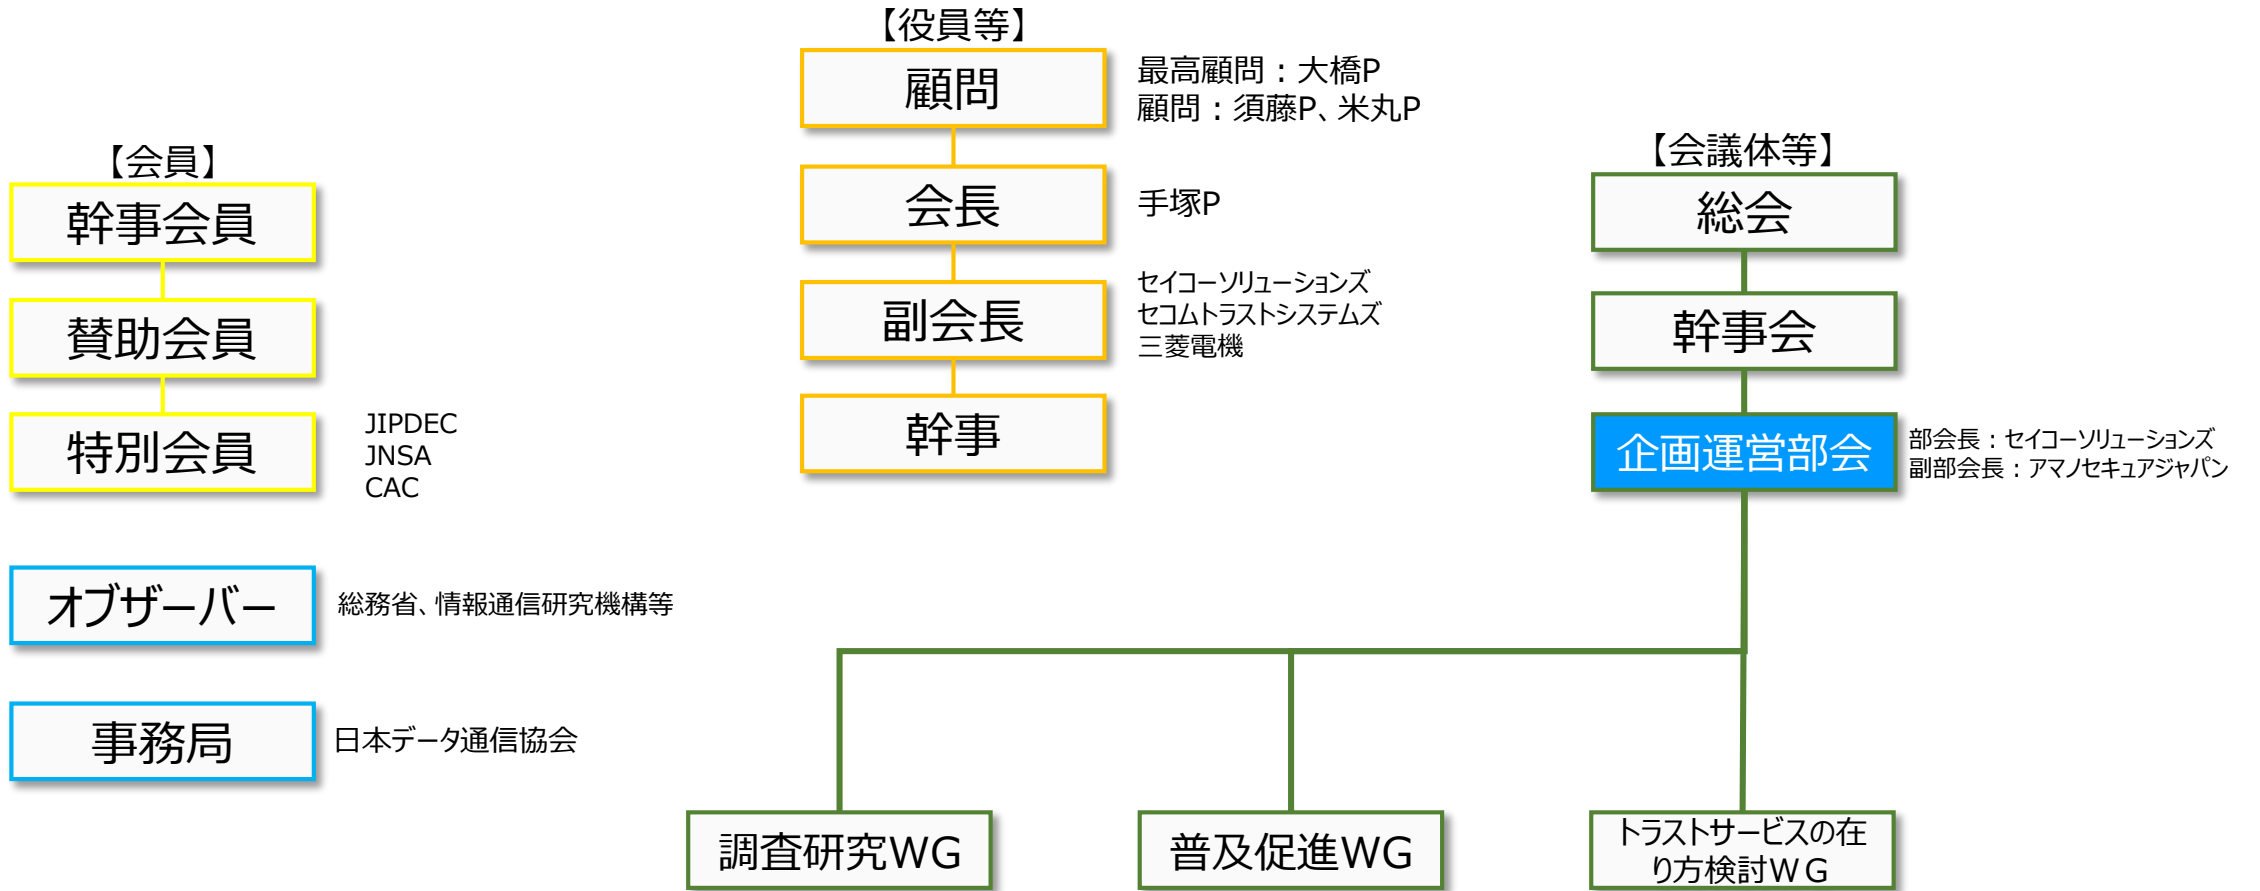 【役員等】
顧問
最高顧問：大橋P
顧問：須藤P、米丸P
会長
手塚P
副会長
セイコーソリューションズ
セコムトラストシステムズ
三菱電機
幹事
【会員】
幹事会員
賛助会員
特別会員
JIPDEC
JNSA
CAC
オブザーバー
総務省、情報通信研究機構等
事務局
日本データ通信協会
【会議体等】
総会
幹事会
企画運営部会
部会長：セイコーソリューションズ
副部会長：アマノセキュアジャパン
調査研究WG
普及促進WG
トラストサービスの在
り方検討ＷＧ